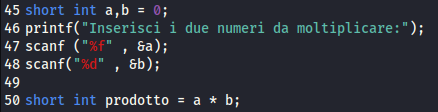 45 short int a,b = 0;
46 printf("Inserisci i due numeri da moltiplicare:");
47 scanf ("%f" , &a);
48 scanf("%d" , &b);
49
50 short int prodotto = a * b;